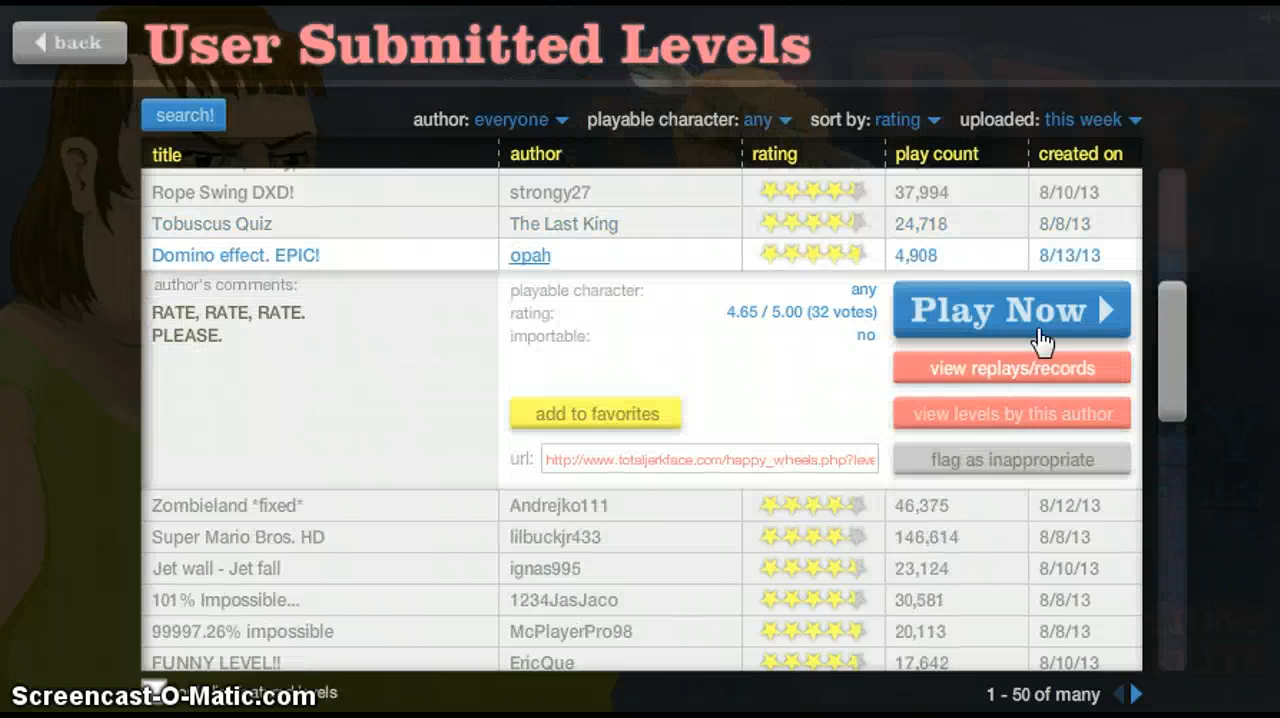 back
User Submitted Levels
search!
author: everyone playable character: any sort by: rating uploaded: this week
title author rating play count created on
Rope Swing DXD! strongy27 37,994 8/10/13
Tobuscus Quiz The Last King 24,718 8/8/13
Domino effect. EPIC! opah 4,908 8/13/13
author's comments:
RATE, RATE, RATE.
PLEASE.
playable character: any
rating: 4.65 / 5.00 (32 votes)
importable: no
add to favorites
url: http://www.totaljerkface.com/happy_wheels.php?leve
Play Now
view replays/records
view levels by this author
flag as inappropriate
Zombieland *fixed* Andrejko111 46,375 8/12/13
Super Mario Bros. HD lilbuckjr433 146,614 8/8/13
Jet wall - Jet fall ignas995 23,124 8/10/13
101% Impossible... 1234JasJaco 30,581 8/8/13
99997.26% impossible McPlayerPro98 20,113 8/8/13
FUNNY LEVEL!! EricQue 17,642 8/10/13
Screencast-O-Matic.com levels
1 - 50 of many